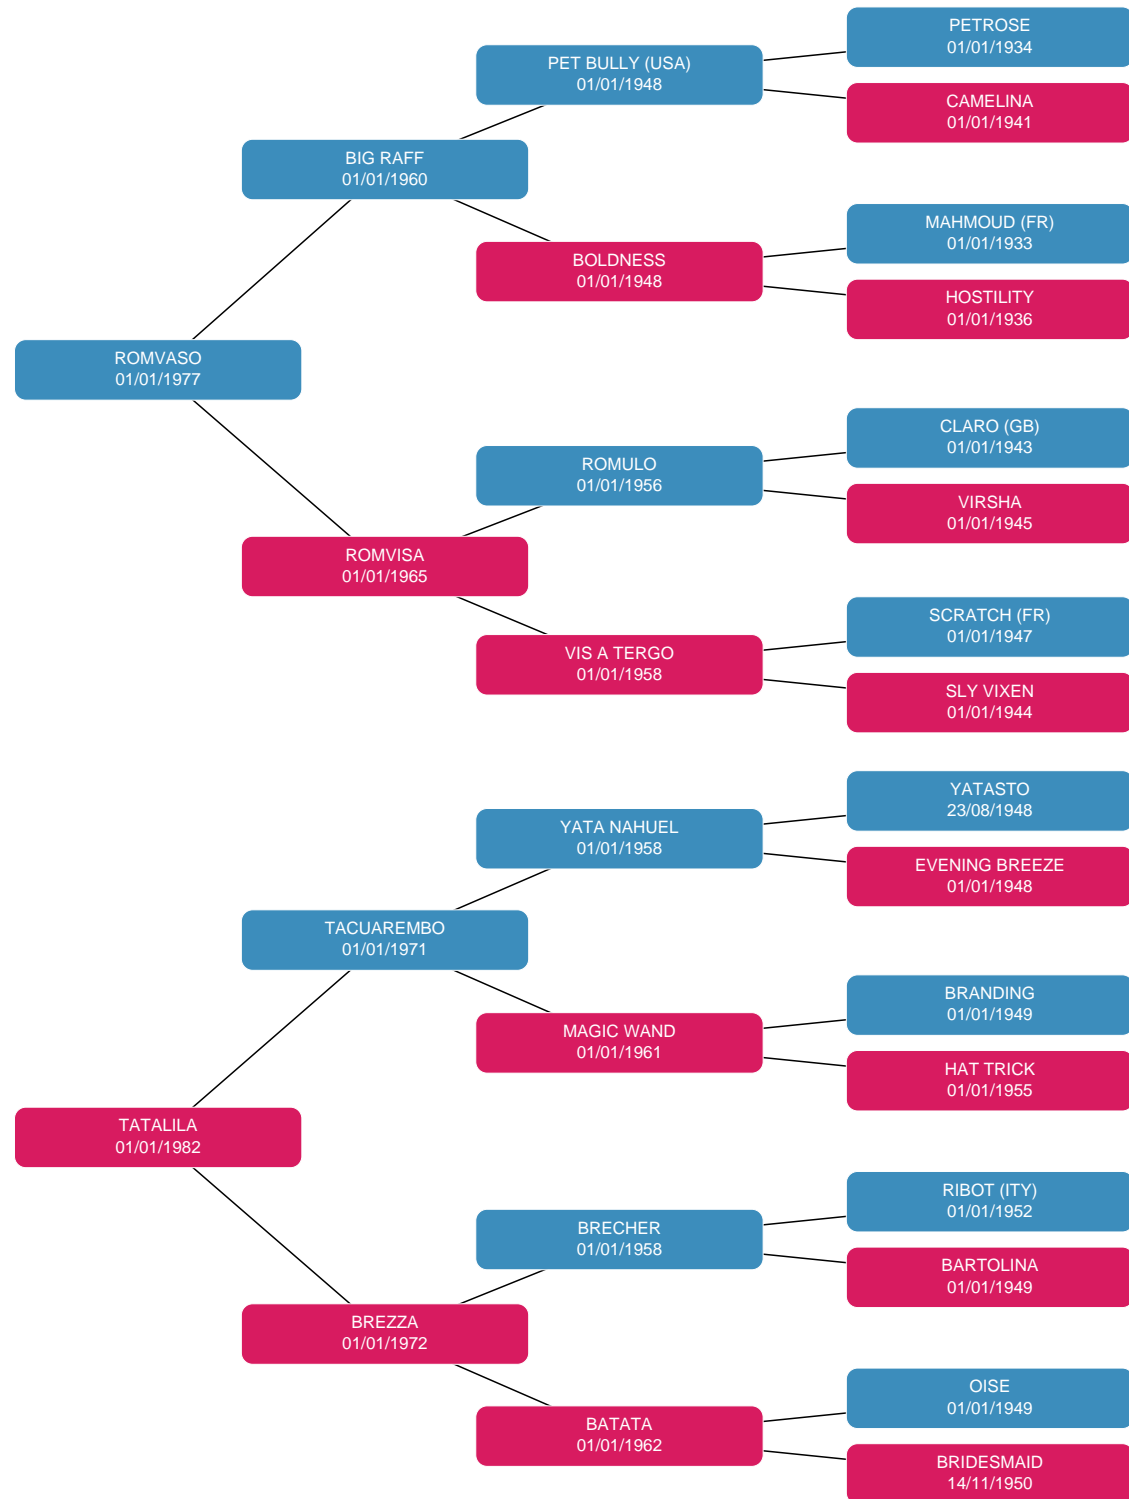 PETROSE
01/01/1934
PET BULLY (USA)
01/01/1948
CAMELINA
01/01/1941
BIG RAFF
01/01/1960
MAHMOUD (FR)
01/01/1933
BOLDNESS
01/01/1948
HOSTILITY
01/01/1936
ROMVASO
01/01/1977
CLARO (GB)
01/01/1943
ROMULO
01/01/1956
VIRSHA
01/01/1945
ROMVISA
01/01/1965
SCRATCH (FR)
01/01/1947
VIS A TERGO
01/01/1958
SLY VIXEN
01/01/1944
YATASTO
23/08/1948
YATA NAHUEL
01/01/1958
EVENING BREEZE
01/01/1948
TACUAREMBO
01/01/1971
BRANDING
01/01/1949
MAGIC WAND
01/01/1961
HAT TRICK
01/01/1955
TATALILA
01/01/1982
RIBOT (ITY)
01/01/1952
BRECHER
01/01/1958
BARTOLINA
01/01/1949
BREZZA
01/01/1972
OISE
01/01/1949
BATATA
01/01/1962
BRIDESMAID
14/11/1950